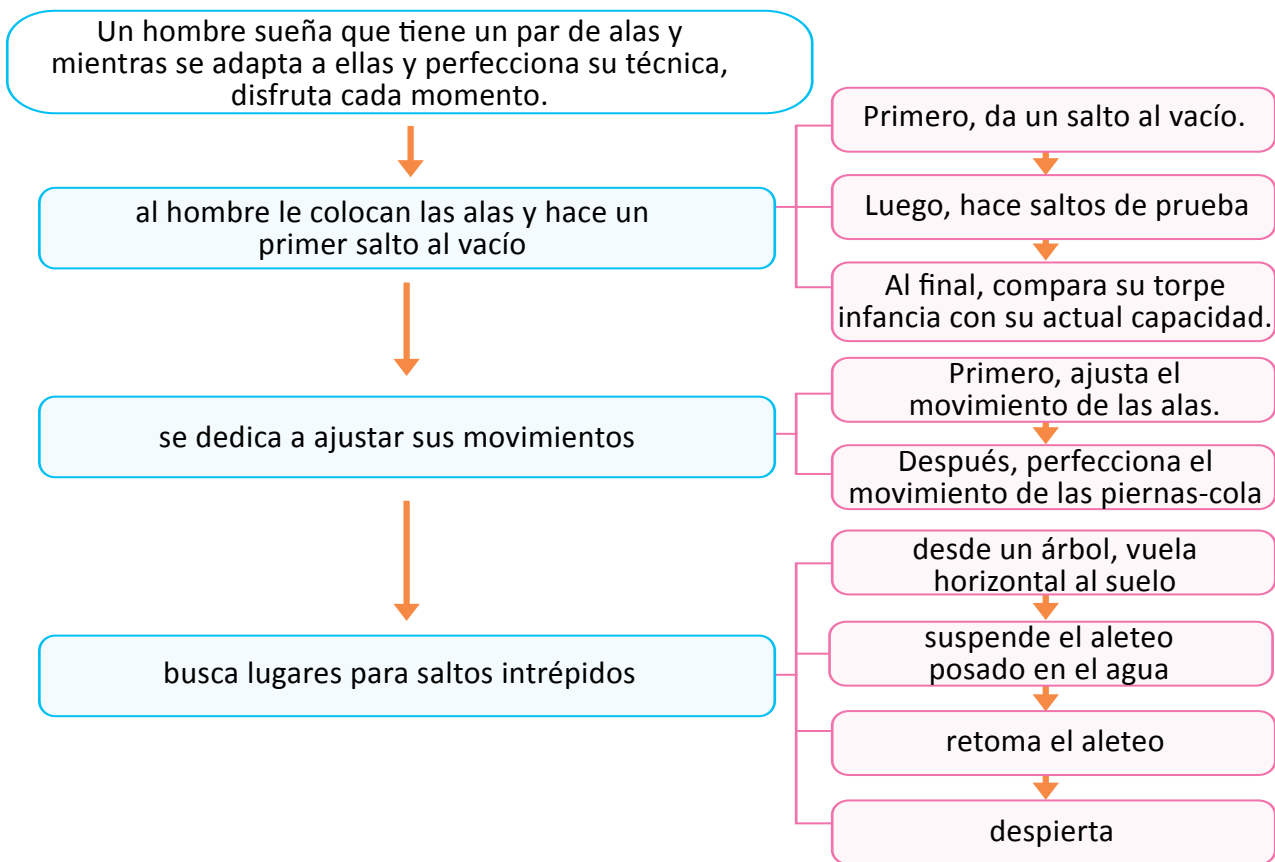 Un hombre sueña que tiene un par de alas y
mientras se adapta a ellas y perfecciona su técnica,
disfruta cada momento.
al hombre le colocan las alas y hace un
primer salto al vacío
Primero, da un salto al vacío.
Luego, hace saltos de prueba
Al final, compara su torpe
infancia con su actual capacidad.
se dedica a ajustar sus movimientos
Primero, ajusta el
movimiento de las alas.
Después, perfecciona el
movimiento de las piernas-cola
busca lugares para saltos intrépidos
desde un árbol, vuela
horizontal al suelo
suspende el aleteo
posado en el agua
retoma el aleteo
despierta